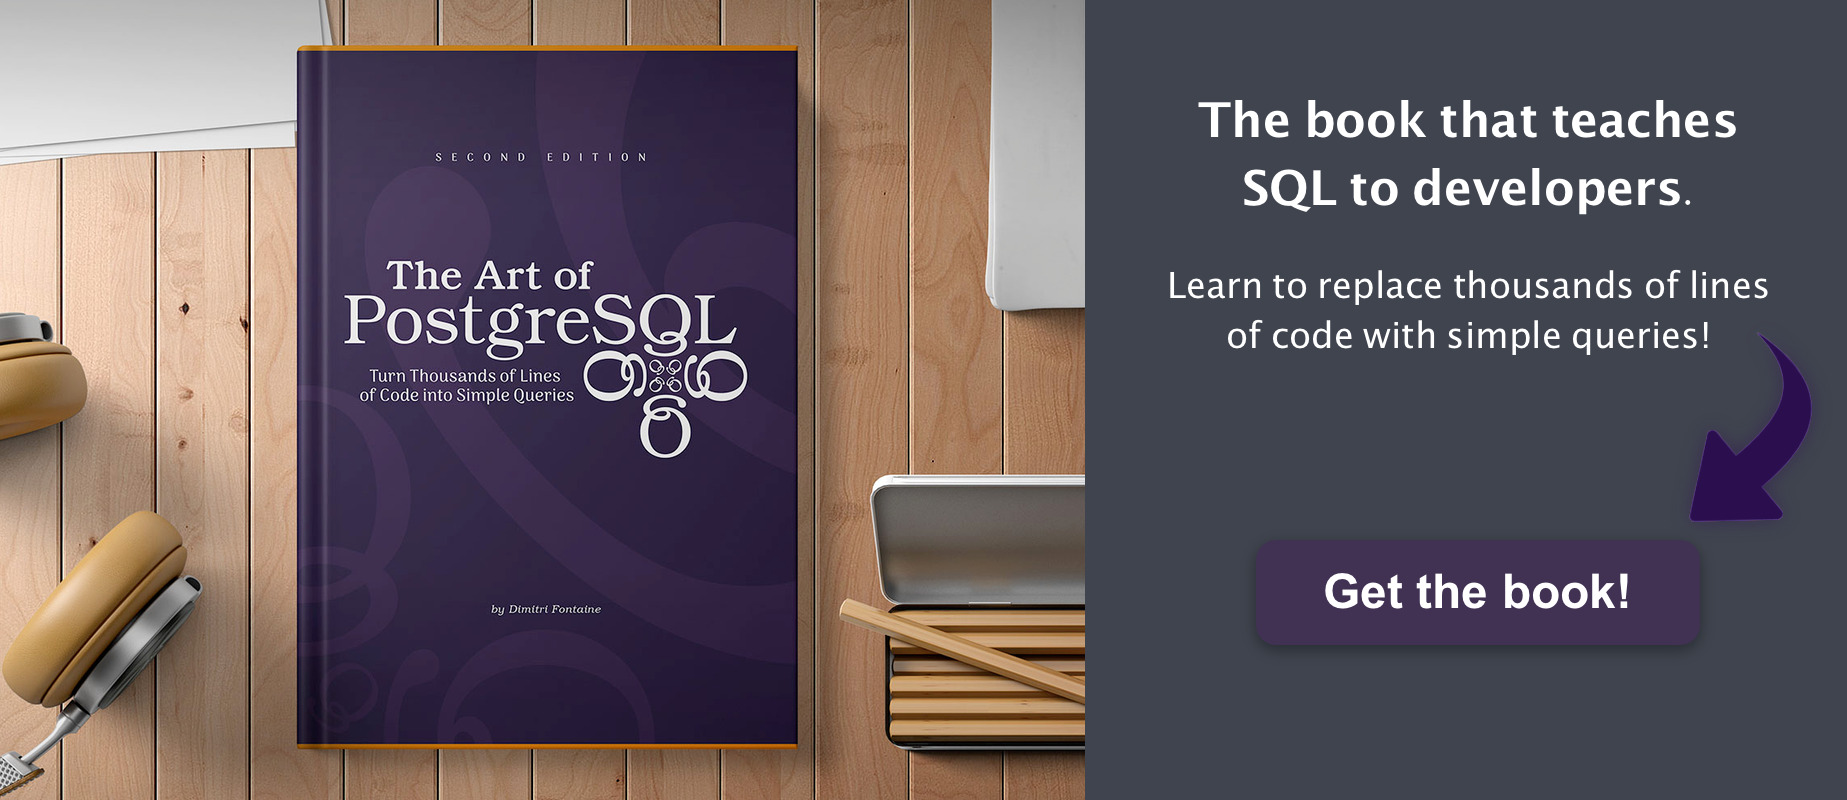 SECOND EDITION
The Art of
PostgreSQL
Turn Thousands of Lines
of Code into Simple Queries
by Dimitri Fontaine
The book that teaches
SQL to developers.
Learn to replace thousands of lines
of code with simple queries!
Get the book!